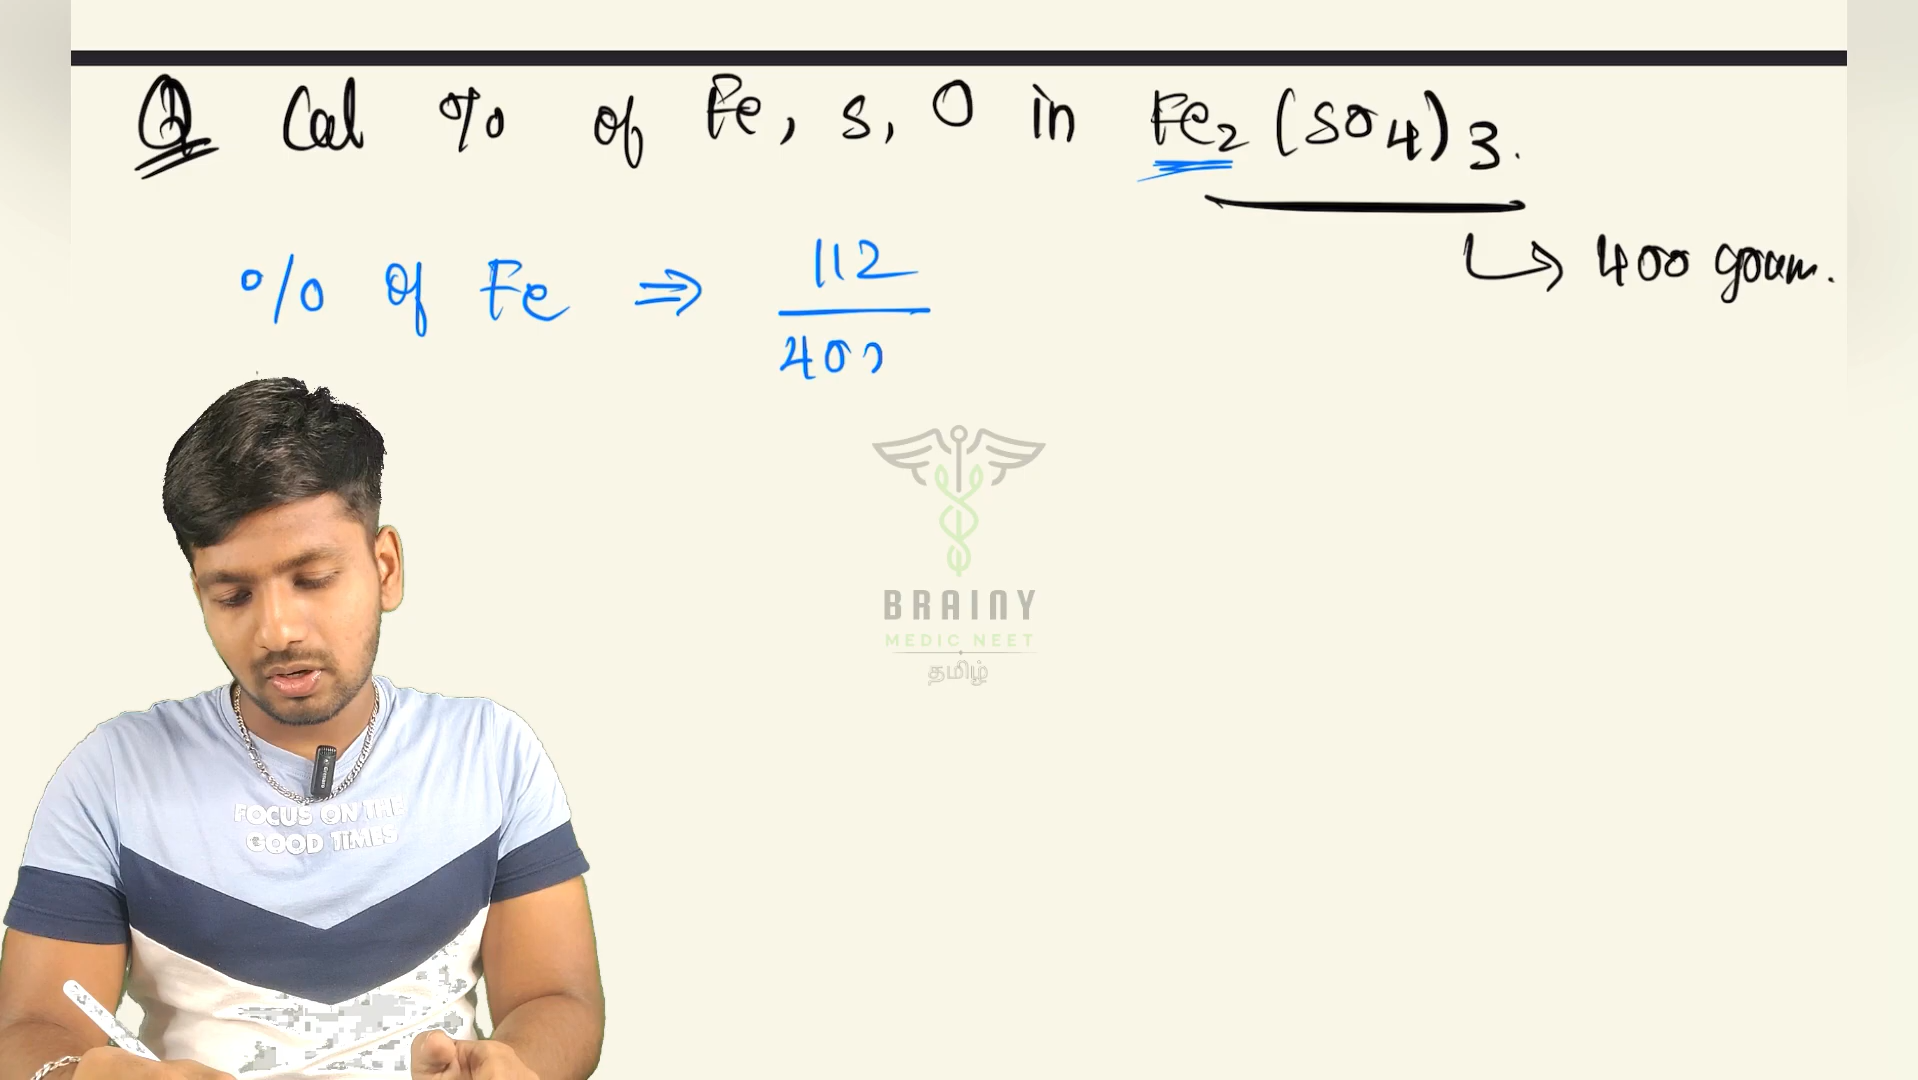 Q Cal % of Fe, S, O in Fe2 (SO4)3.
400 gram.
% of Fe ⇒ 112
400
BRAINY
MEDIC NEET
தமிழ்
FOCUS ON THE
GOOD TIMES